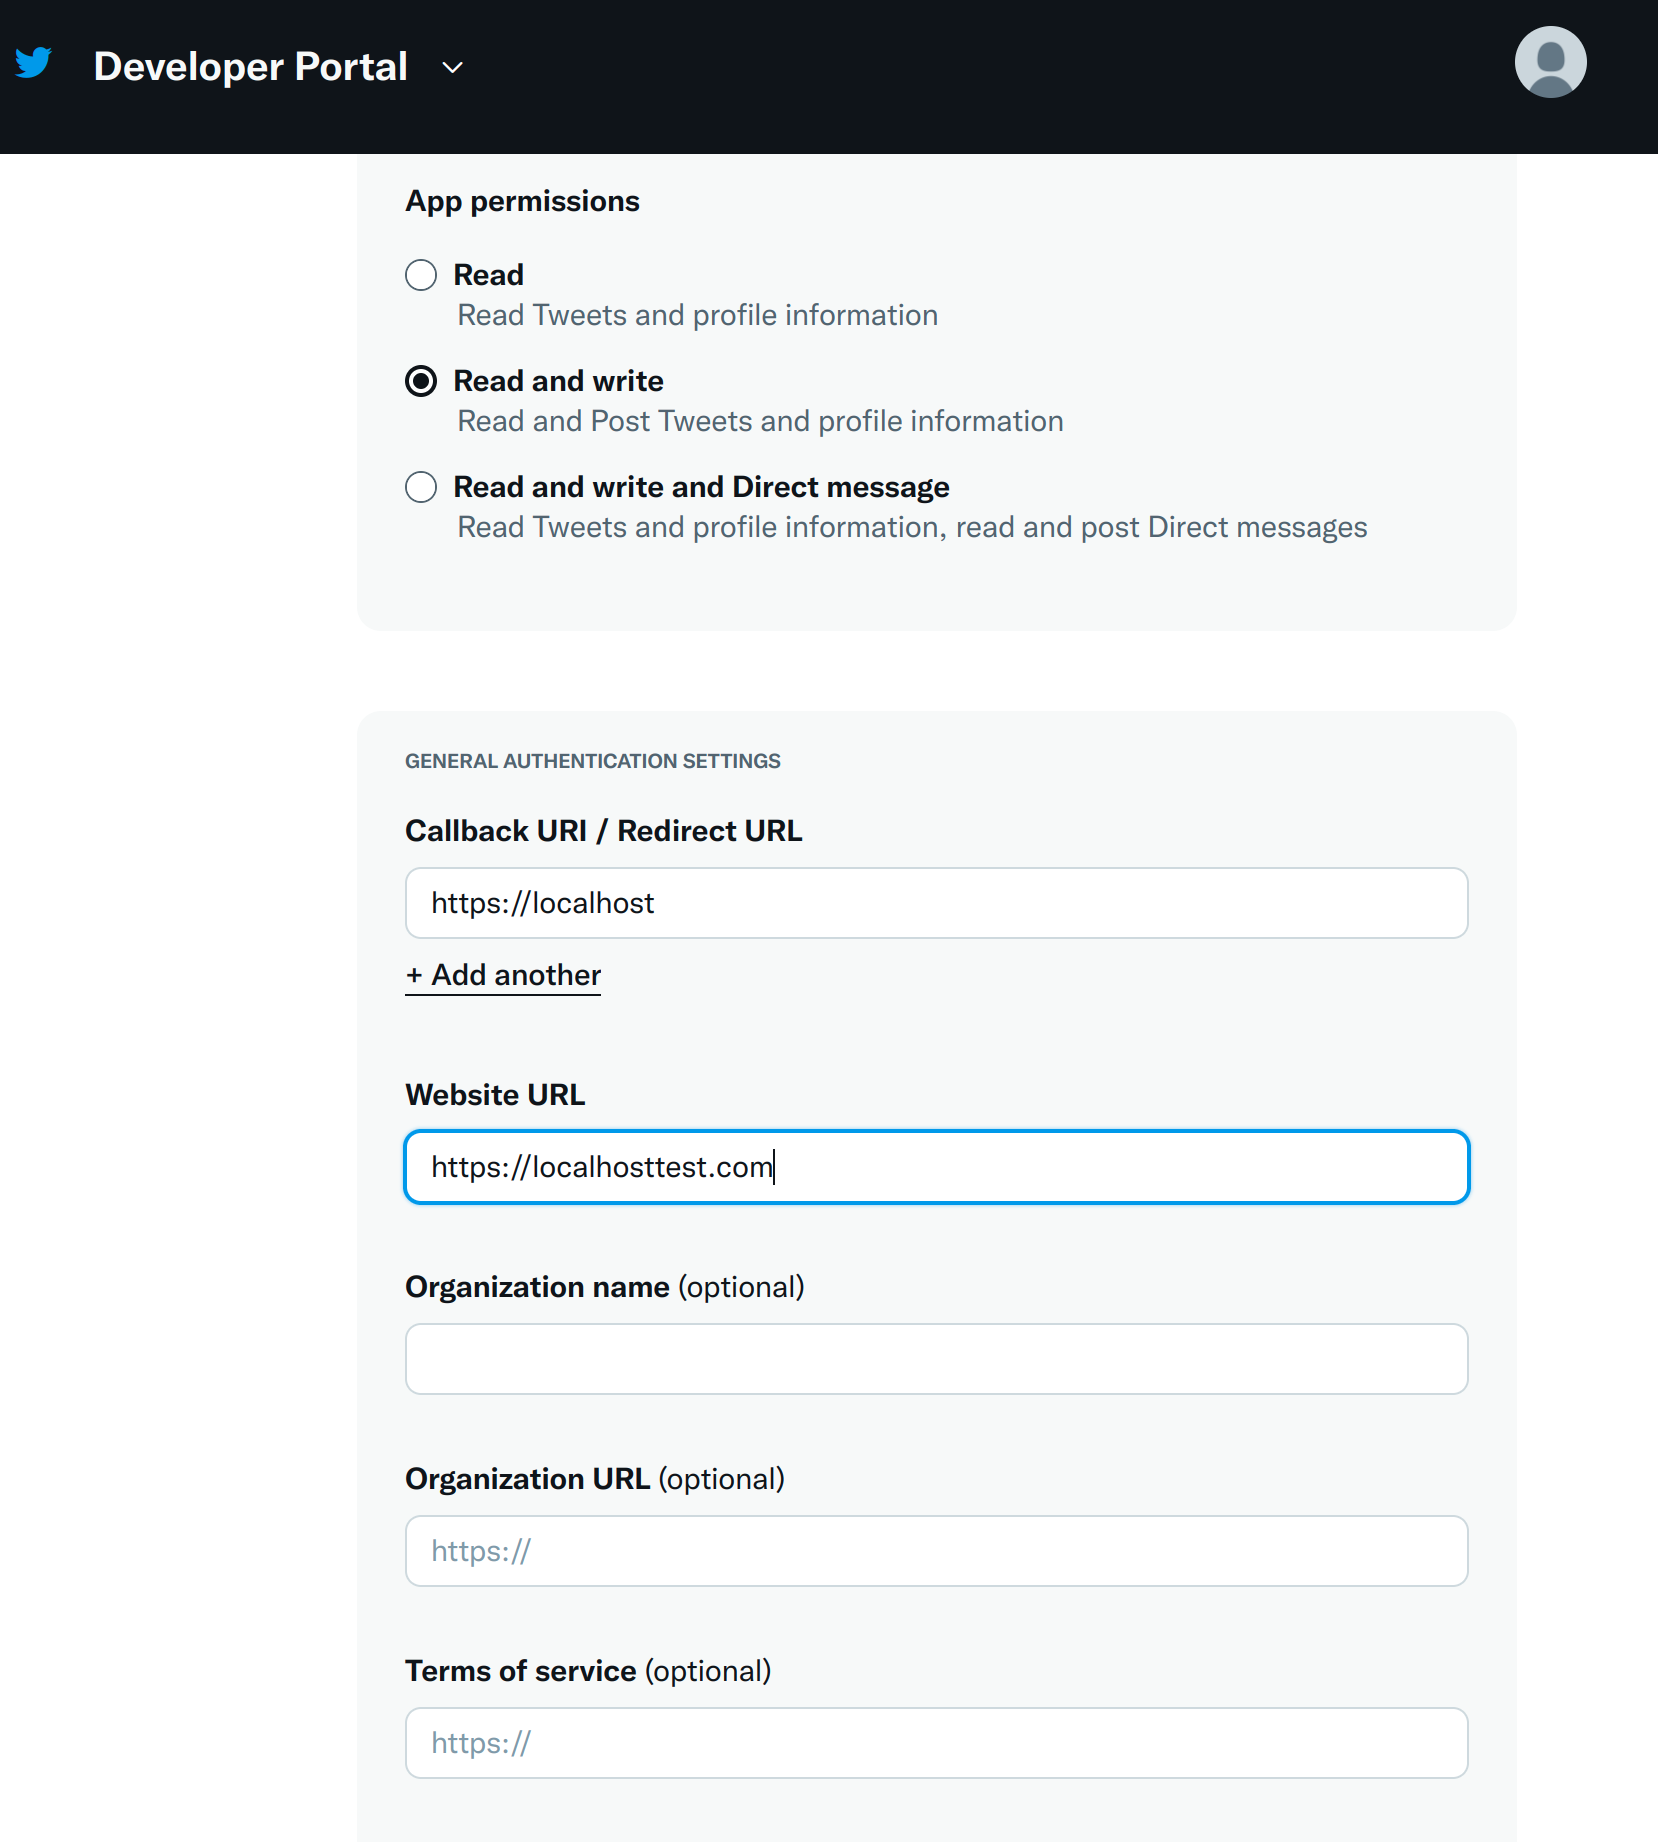 Developer Portal
App permissions
Read
Read Tweets and profile information
Read and write
Read and Post Tweets and profile information
Read and write and Direct message
Read Tweets and profile information, read and post Direct messages
GENERAL AUTHENTICATION SETTINGS
Callback URI / Redirect URL
https://localhost
+ Add another
Website URL
https://localhosttest.com
Organization name (optional)
Organization URL (optional)
https://
Terms of service (optional)
https://